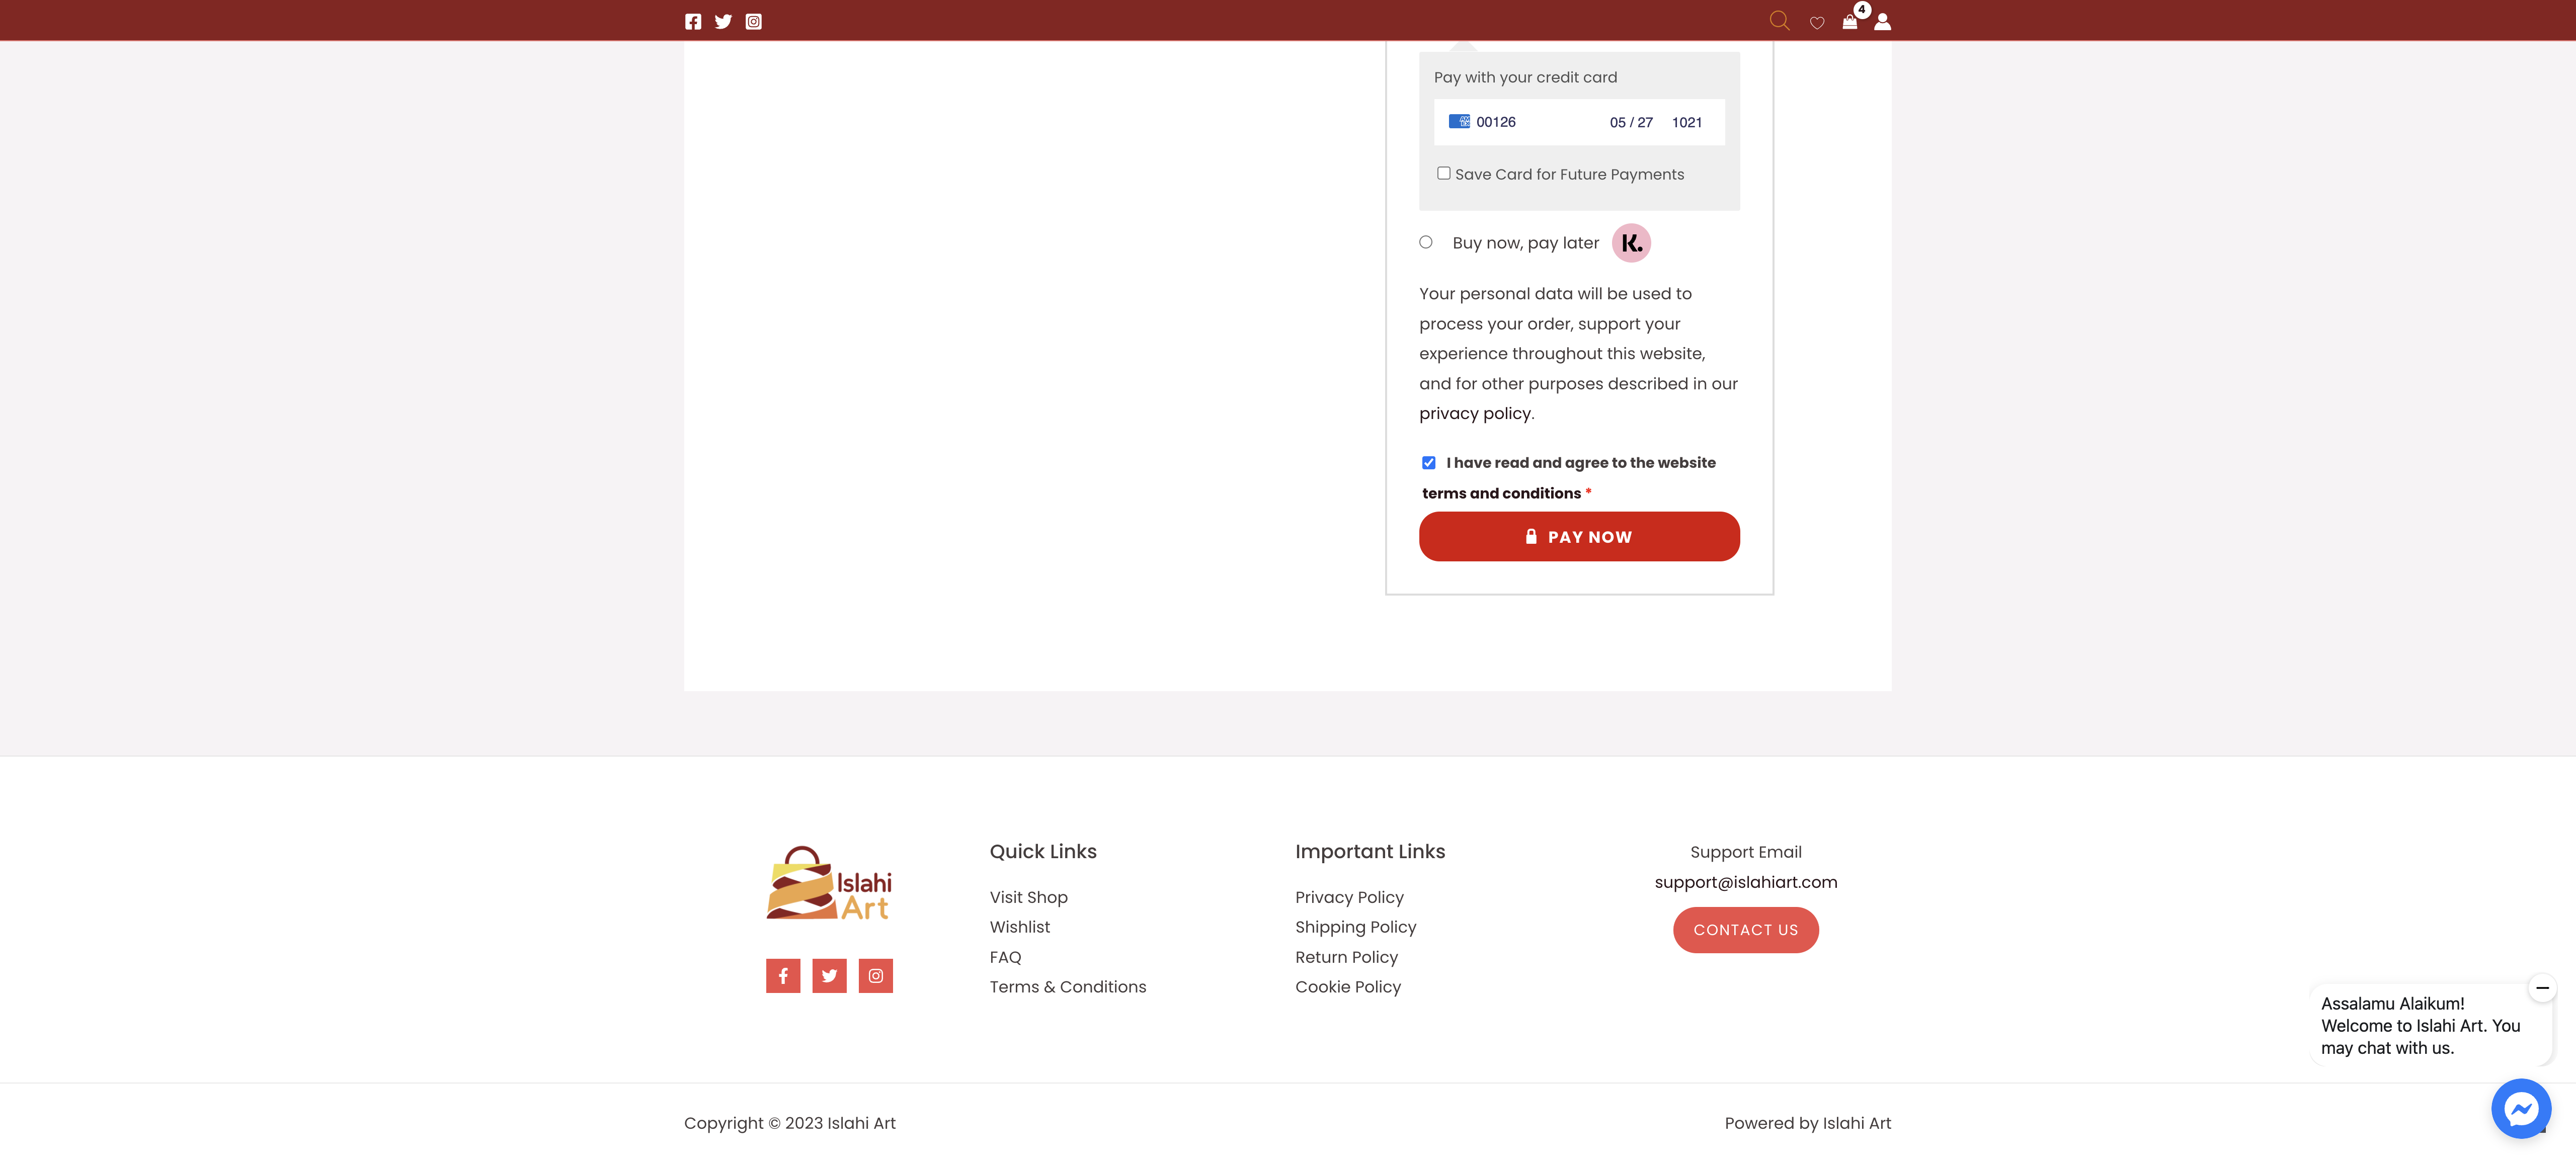 4
Pay with your credit card
00126 05 / 27 1021
Save Card for Future Payments
Buy now, pay later K.
Your personal data will be used to
process your order, support your
experience throughout this website,
and for other purposes described in our
privacy policy.
I have read and agree to the website
terms and conditions *
PAY NOW
Islahi
Art
Quick Links
Visit Shop
Wishlist
FAQ
Terms & Conditions
Important Links
Privacy Policy
Shipping Policy
Return Policy
Cookie Policy
Support Email
support@islahiart.com
CONTACT US
Assalamu Alaikum!
Welcome to Islahi Art. You
may chat with us.
Copyright © 2023 Islahi Art
Powered by Islahi Art